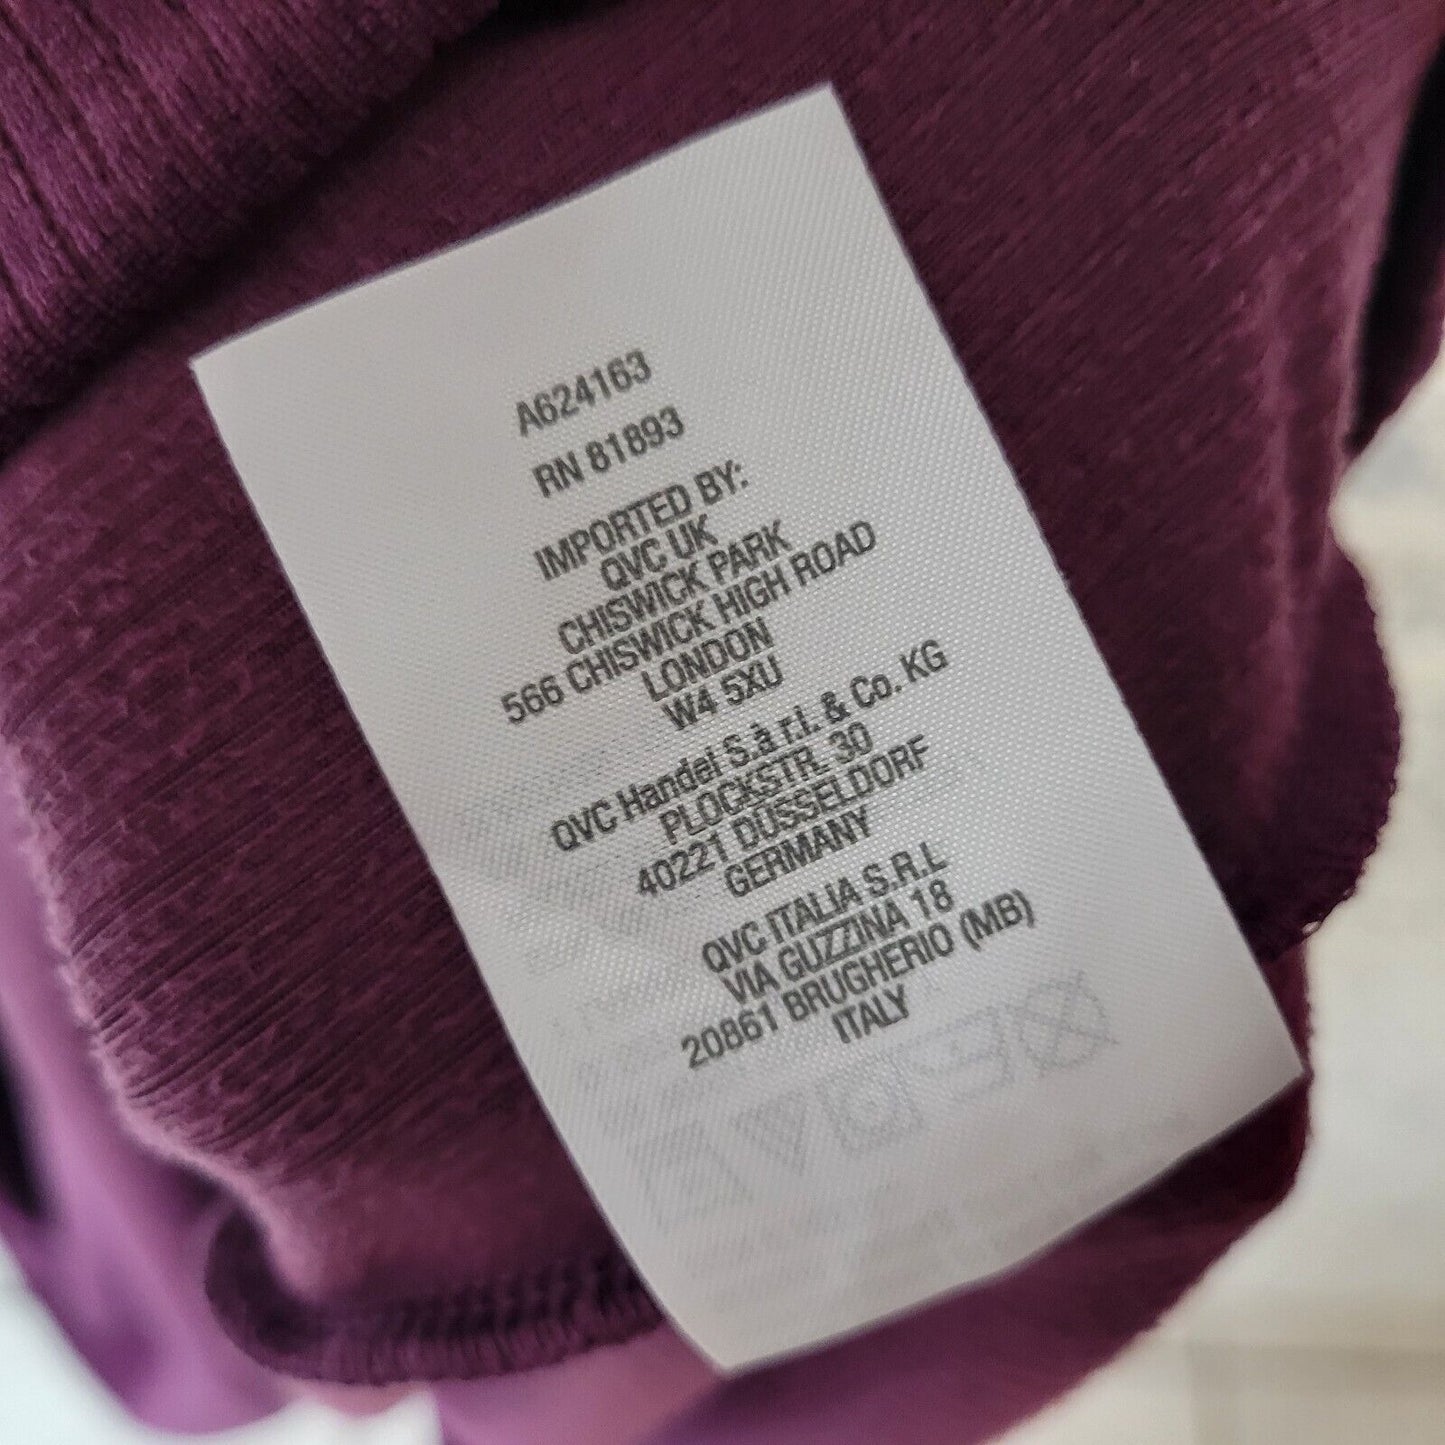 A624163
RN 81893
IMPORTED BY:
QVC UK
CHISWICK PARK
566 CHISWICK HIGH ROAD
LONDON
W4 5XU
QVC Handel S.à r.l. & Co. KG
PLOCKSTR. 30
40221 DÜSSELDORF
GERMANY
QVC ITALIA S.R.L
VIA GUZZINA 18
20861 BRUGHERIO (MB)
ITALY